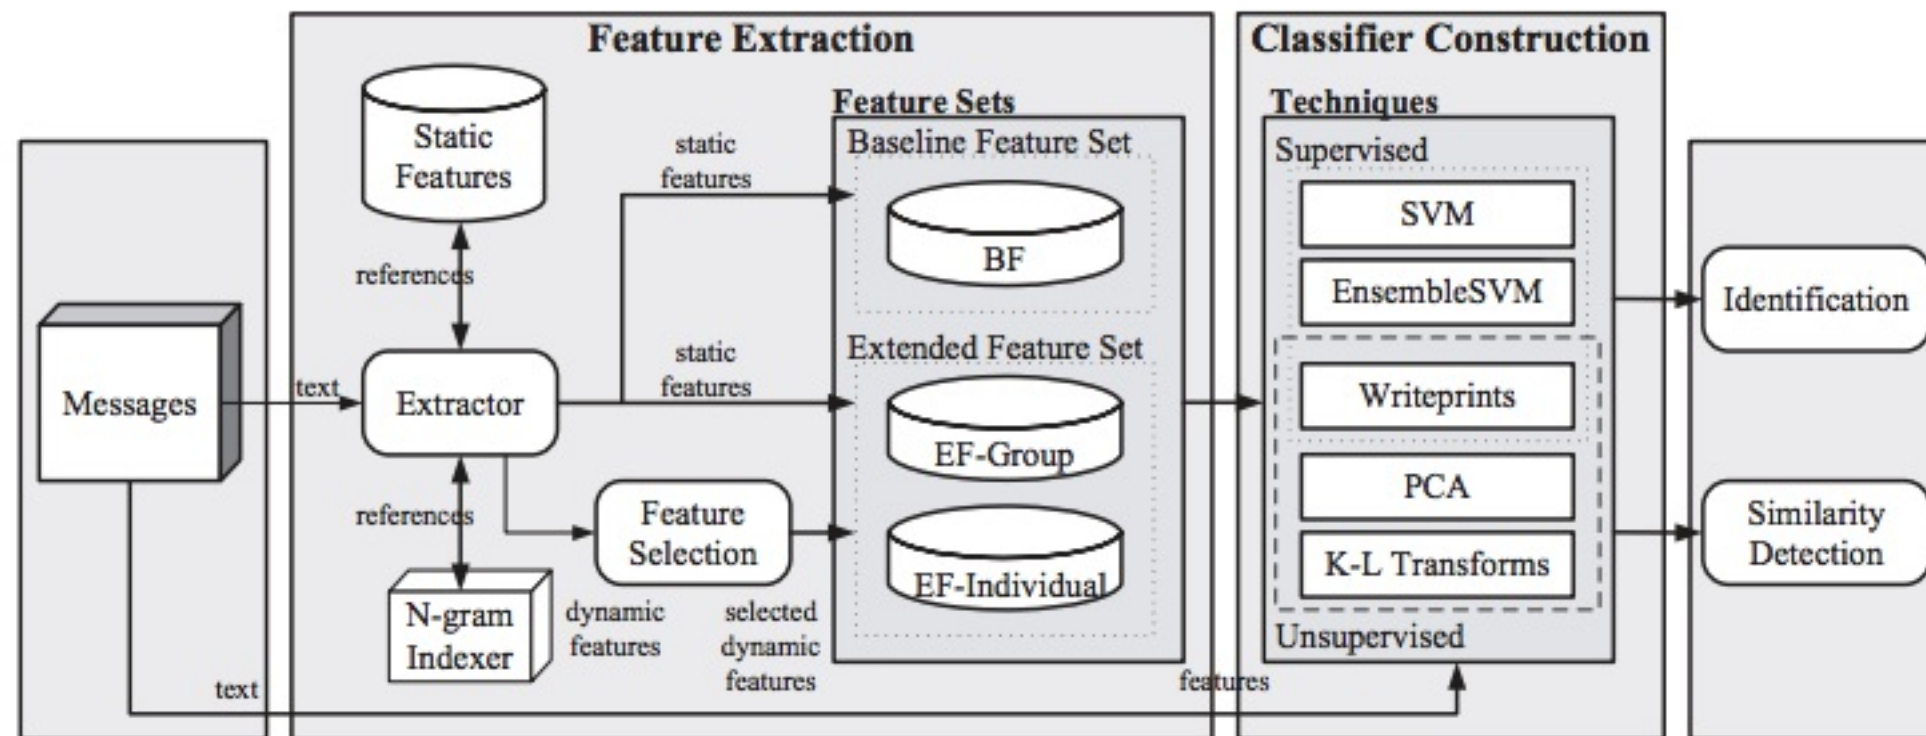 Feature Extraction
Classifier Construction
Static
Features
static
features
Feature Sets
Baseline Feature Set
BF
Techniques
Supervised
SVM
EnsembleSVM
Identification
references
Messages
text
Extractor
static
features
Extended Feature Set
EF-Group
Writeprints
references
Feature
Selection
EF-Individual
PCA
K-L Transforms
Similarity
Detection
N-gram
Indexer
dynamic
features
selected
dynamic
features
Unsupervised
text
features